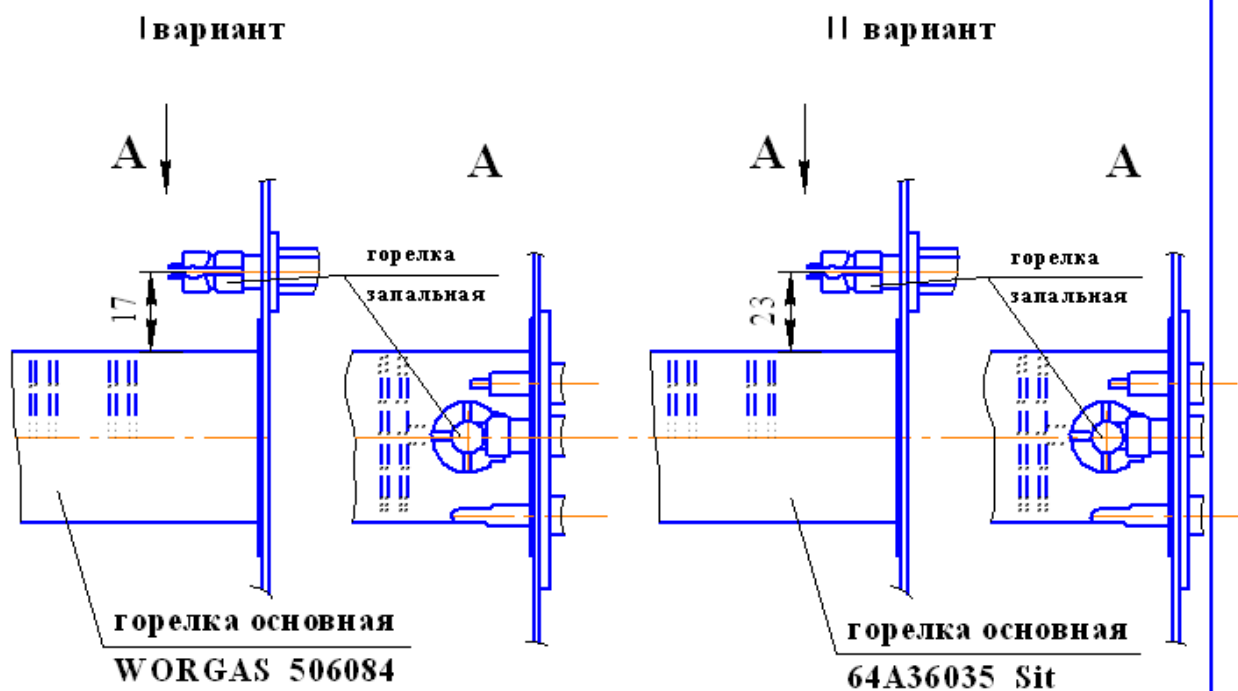 I вариант
II вариант
А
А
А
А
горелка
запальная
горелка
запальная
17
23
горелка основная
WORGAS 506084
горелка основная
64A36035 Sit